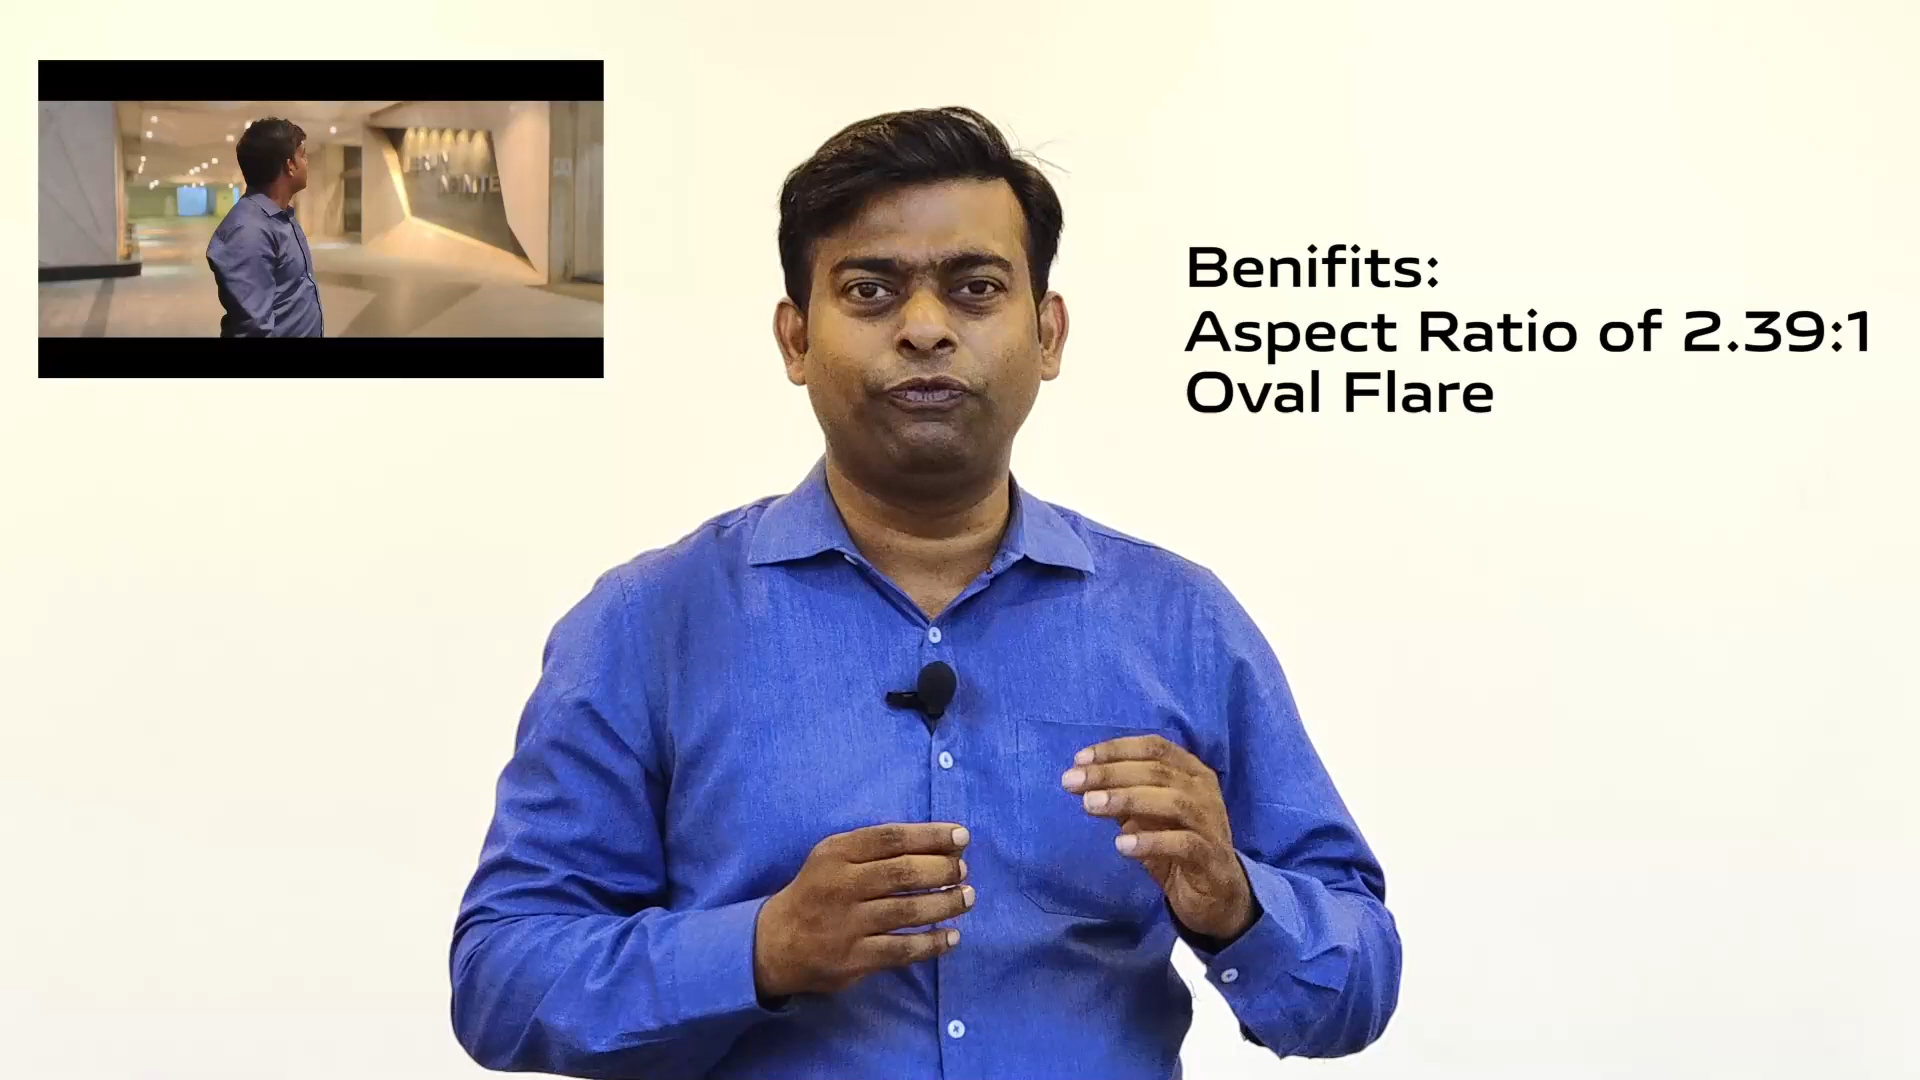 Benifits:
Aspect Ratio of 2.39:1
Oval Flare